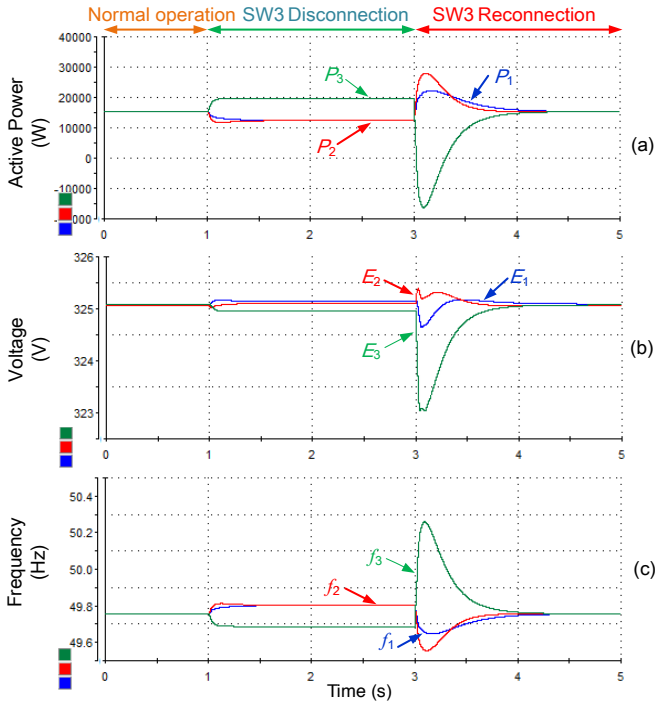 Normal operation SW3 Disconnection SW3 Reconnection
Active Power
(W)
40000
30000
20000
10000
0
-10000
P3
P2
P1
(a)
0 1 2 3 4 5
Voltage
(V)
326
325
324
323
E2
E1
E3
(b)
0 1 2 3 4 5
Frequency
(Hz)
50.4
50.2
50.0
49.8
49.6
f3
f2
f1
(c)
0 1 2 3 4 5
Time (s)